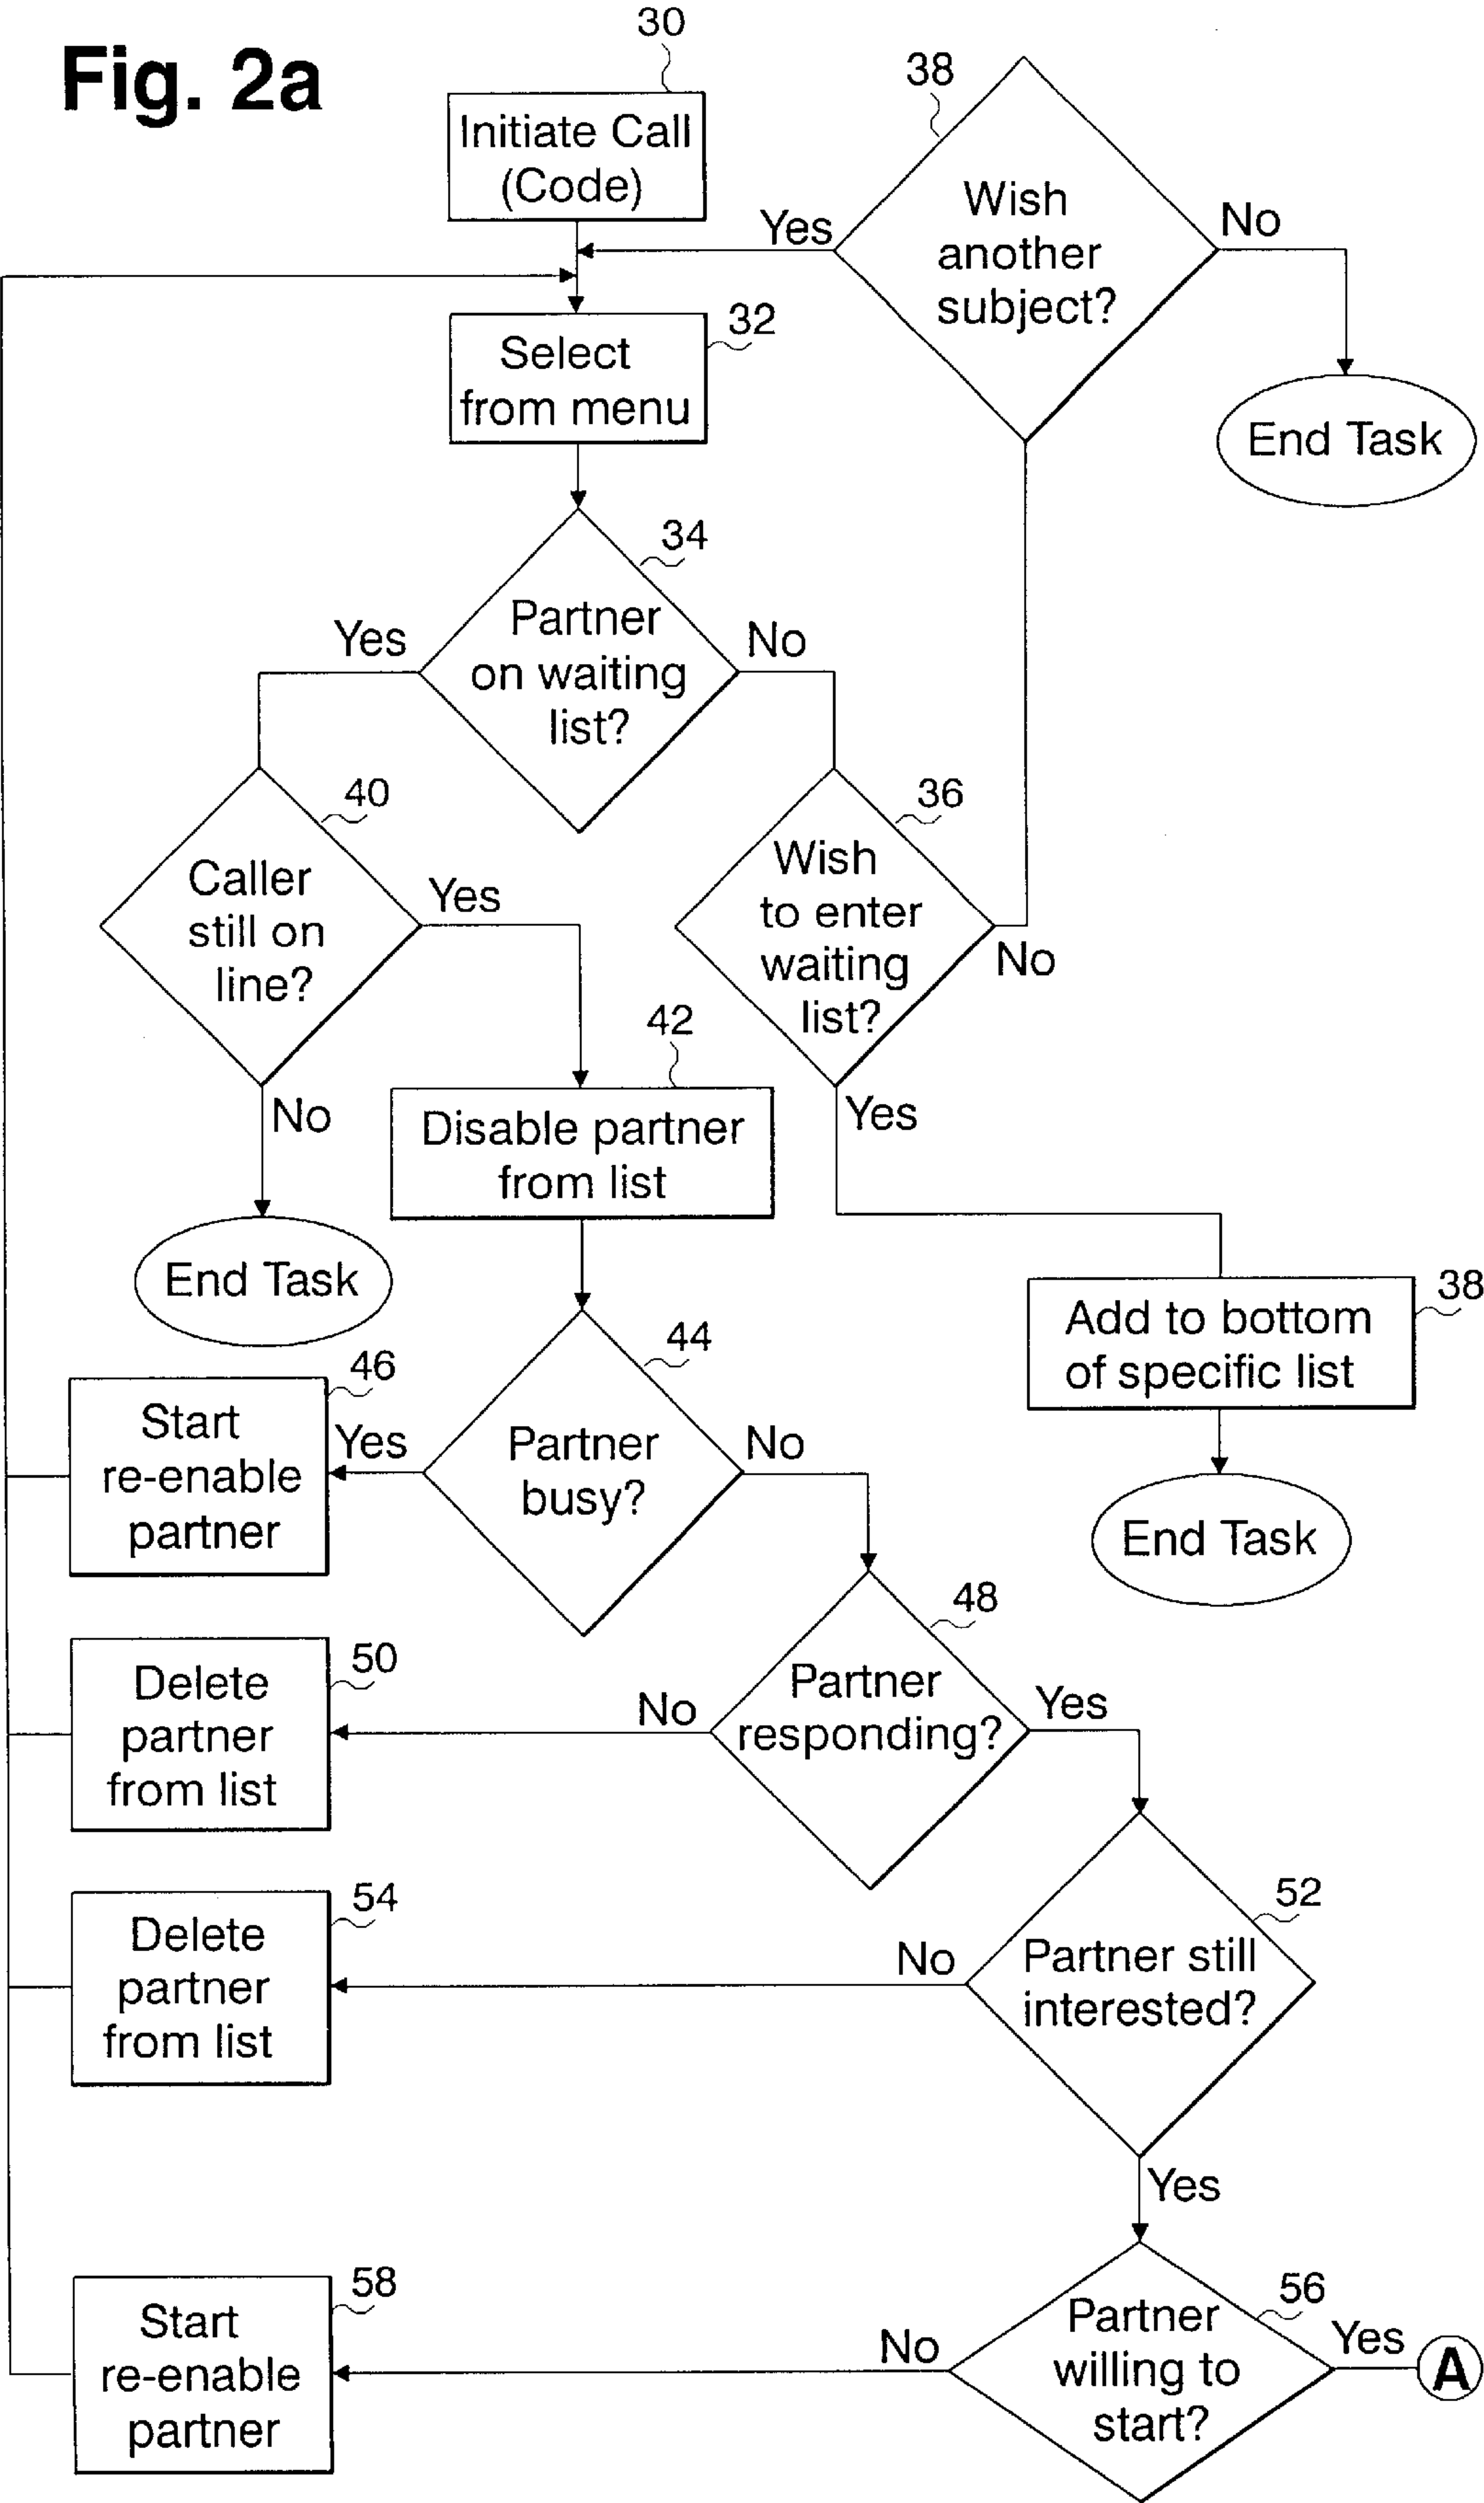 Fig. 2a
30
Initiate Call
(Code)
38
Wish
another
subject?
Yes
No
End Task
32
Select
from menu
34
Partner
on waiting
list?
Yes
No
40
Caller
still on
line?
Yes
No
End Task
36
Wish
to enter
waiting
list?
No
Yes
42
Disable partner
from list
38
Add to bottom
of specific list
End Task
44
Partner
busy?
Yes
No
46
Start
re-enable
partner
48
Partner
responding?
No
Yes
50
Delete
partner
from list
52
Partner still
interested?
No
Yes
54
Delete
partner
from list
56
Partner
willing to
start?
No
Yes
A
58
Start
re-enable
partner